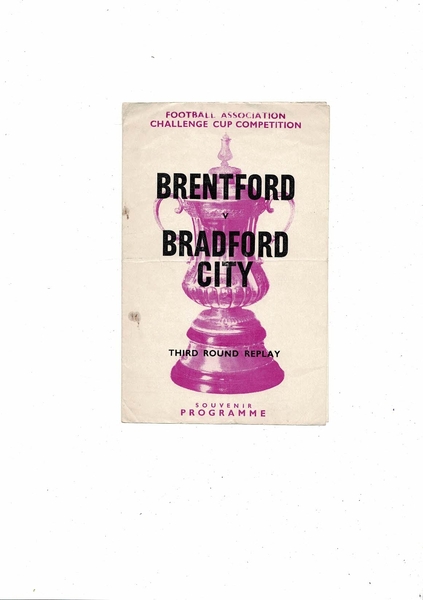 FOOTBALL ASSOCIATION
CHALLENGE CUP COMPETITION
BRENTFORD
v
BRADFORD
CITY
THIRD ROUND REPLAY
SOUVENIR
PROGRAMME